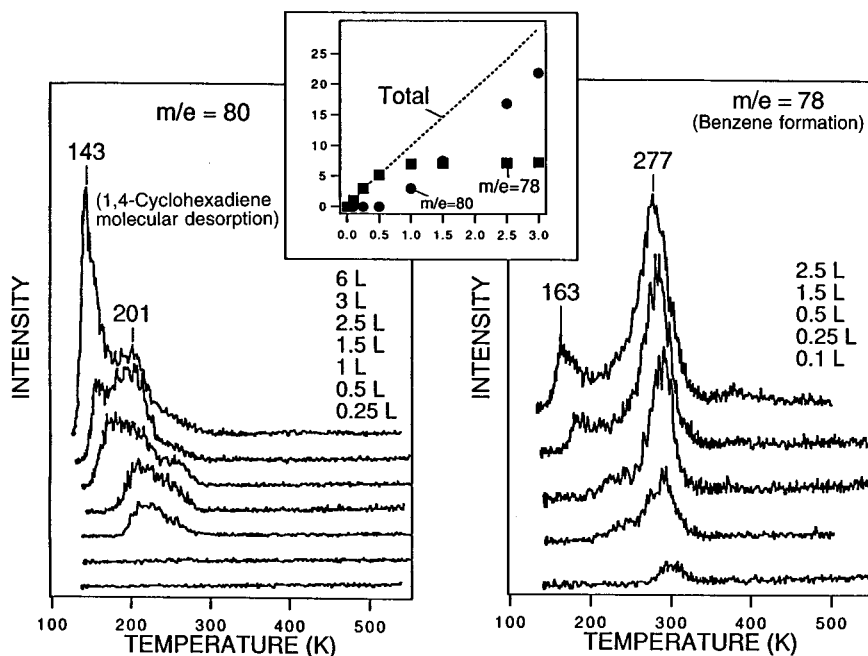 m/e = 80
143
(1,4-Cyclohexadiene
molecular desorption)
201
6 L
3 L
2.5 L
1.5 L
1 L
0.5 L
0.25 L
INTENSITY
100 200 300 400 500
TEMPERATURE (K)
25
20
15
10
5
0
Total
m/e=80
m/e=78
0.0 0.5 1.0 1.5 2.0 2.5 3.0
m/e = 78
(Benzene formation)
277
163
2.5 L
1.5 L
0.5 L
0.25 L
0.1 L
INTENSITY
100 200 300 400 500
TEMPERATURE (K)